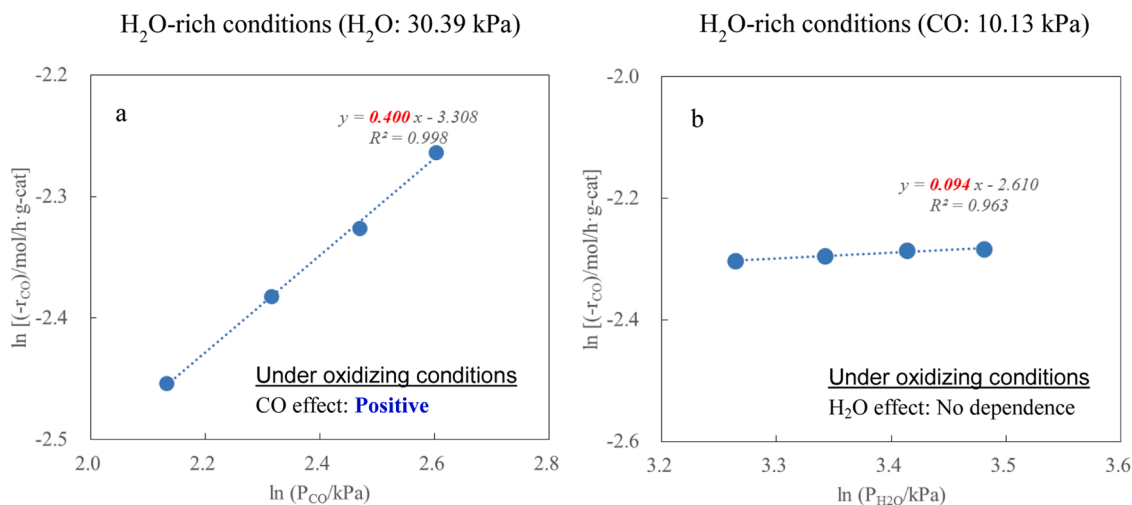 H₂O-rich conditions (H₂O: 30.39 kPa)
-2.2
-2.3
-2.4
-2.5
ln [(-r_CO)/mol/h·g-cat]
a
y = 0.400 x - 3.308
R² = 0.998
Under oxidizing conditions
CO effect: Positive
2.0 2.2 2.4 2.6 2.8
ln (P_CO/kPa)
H₂O-rich conditions (CO: 10.13 kPa)
-2.0
-2.2
-2.4
-2.6
ln [(-r_CO)/mol/h·g-cat]
b
y = 0.094 x - 2.610
R² = 0.963
Under oxidizing conditions
H₂O effect: No dependence
3.2 3.3 3.4 3.5 3.6
ln (P_H2O/kPa)